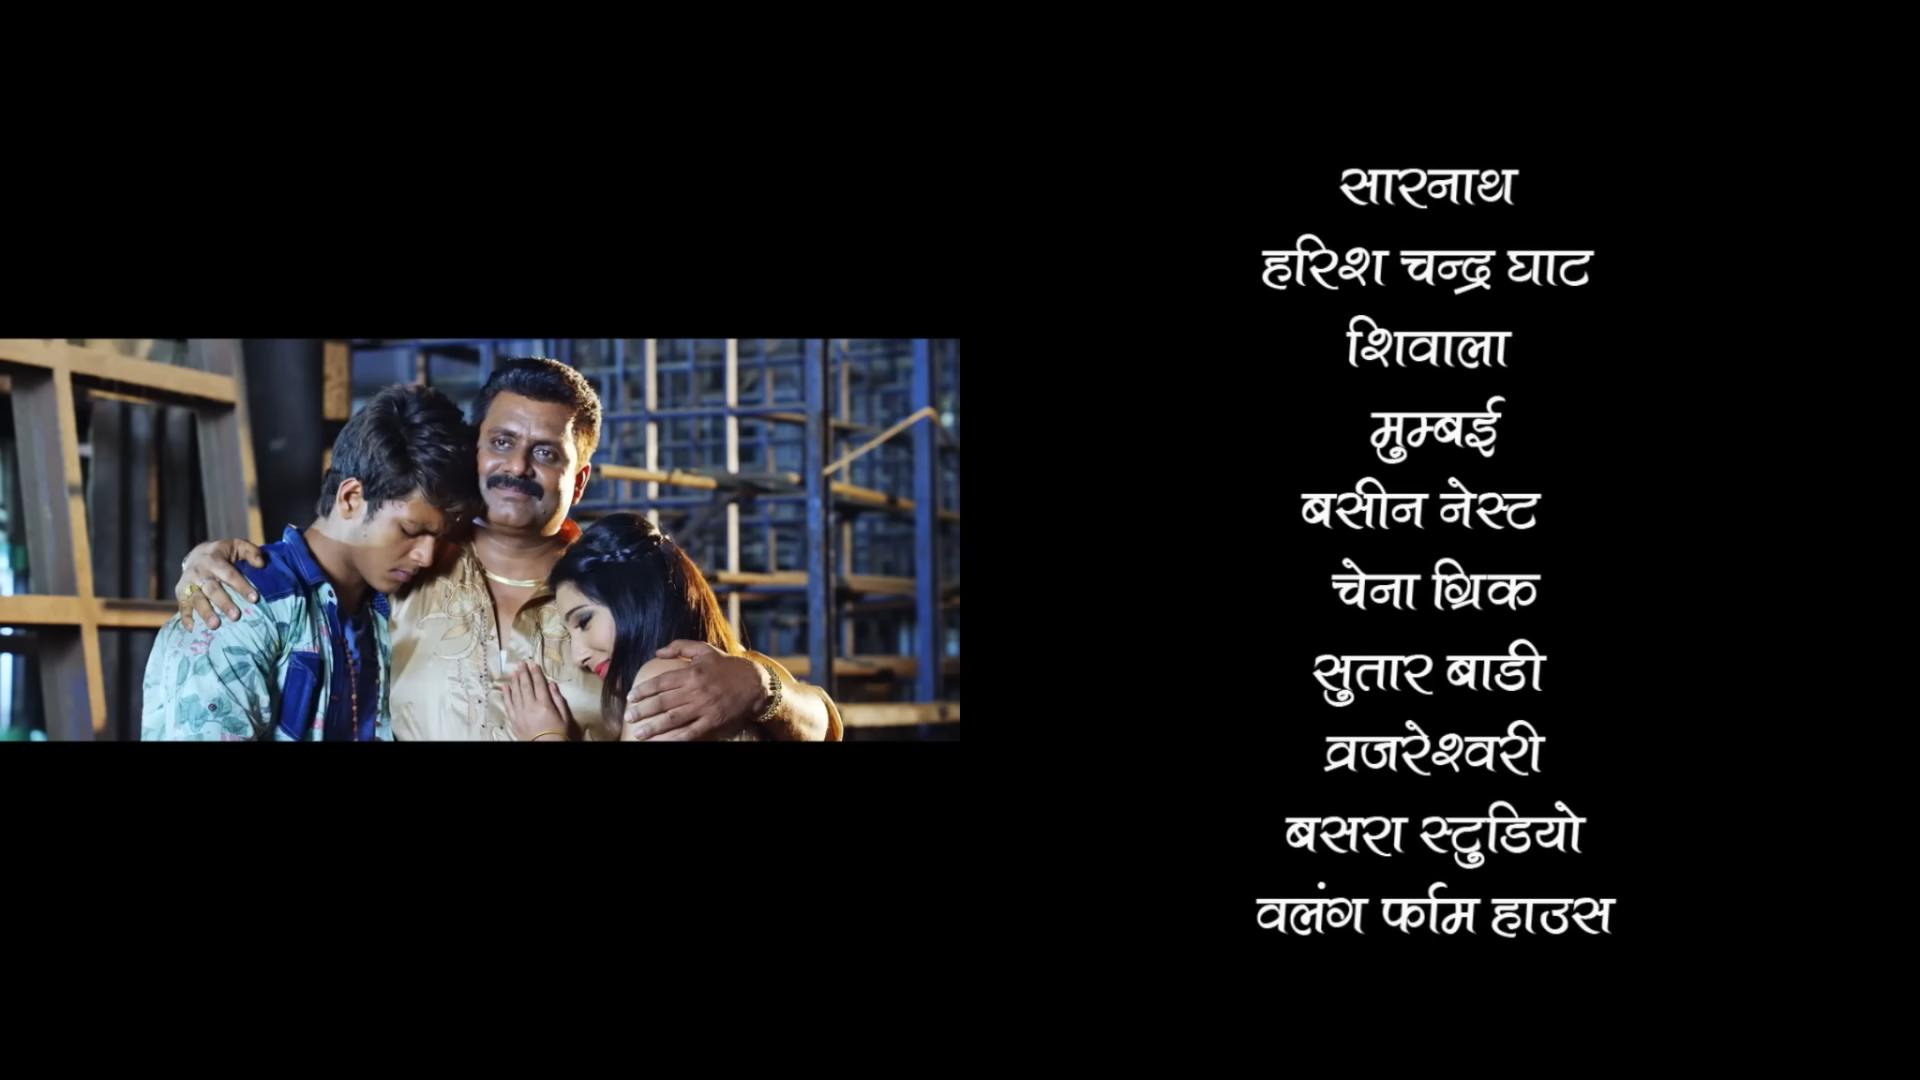 सारनाथ
हरिश चन्द्र घाट
शिवाला
मुम्बई
बसीन नेस्ट
चेना ग्रिक
सुतार बाडी
व्रजरेश्वरी
बसरा स्टुडियो
वलंग र्फाम हाउस